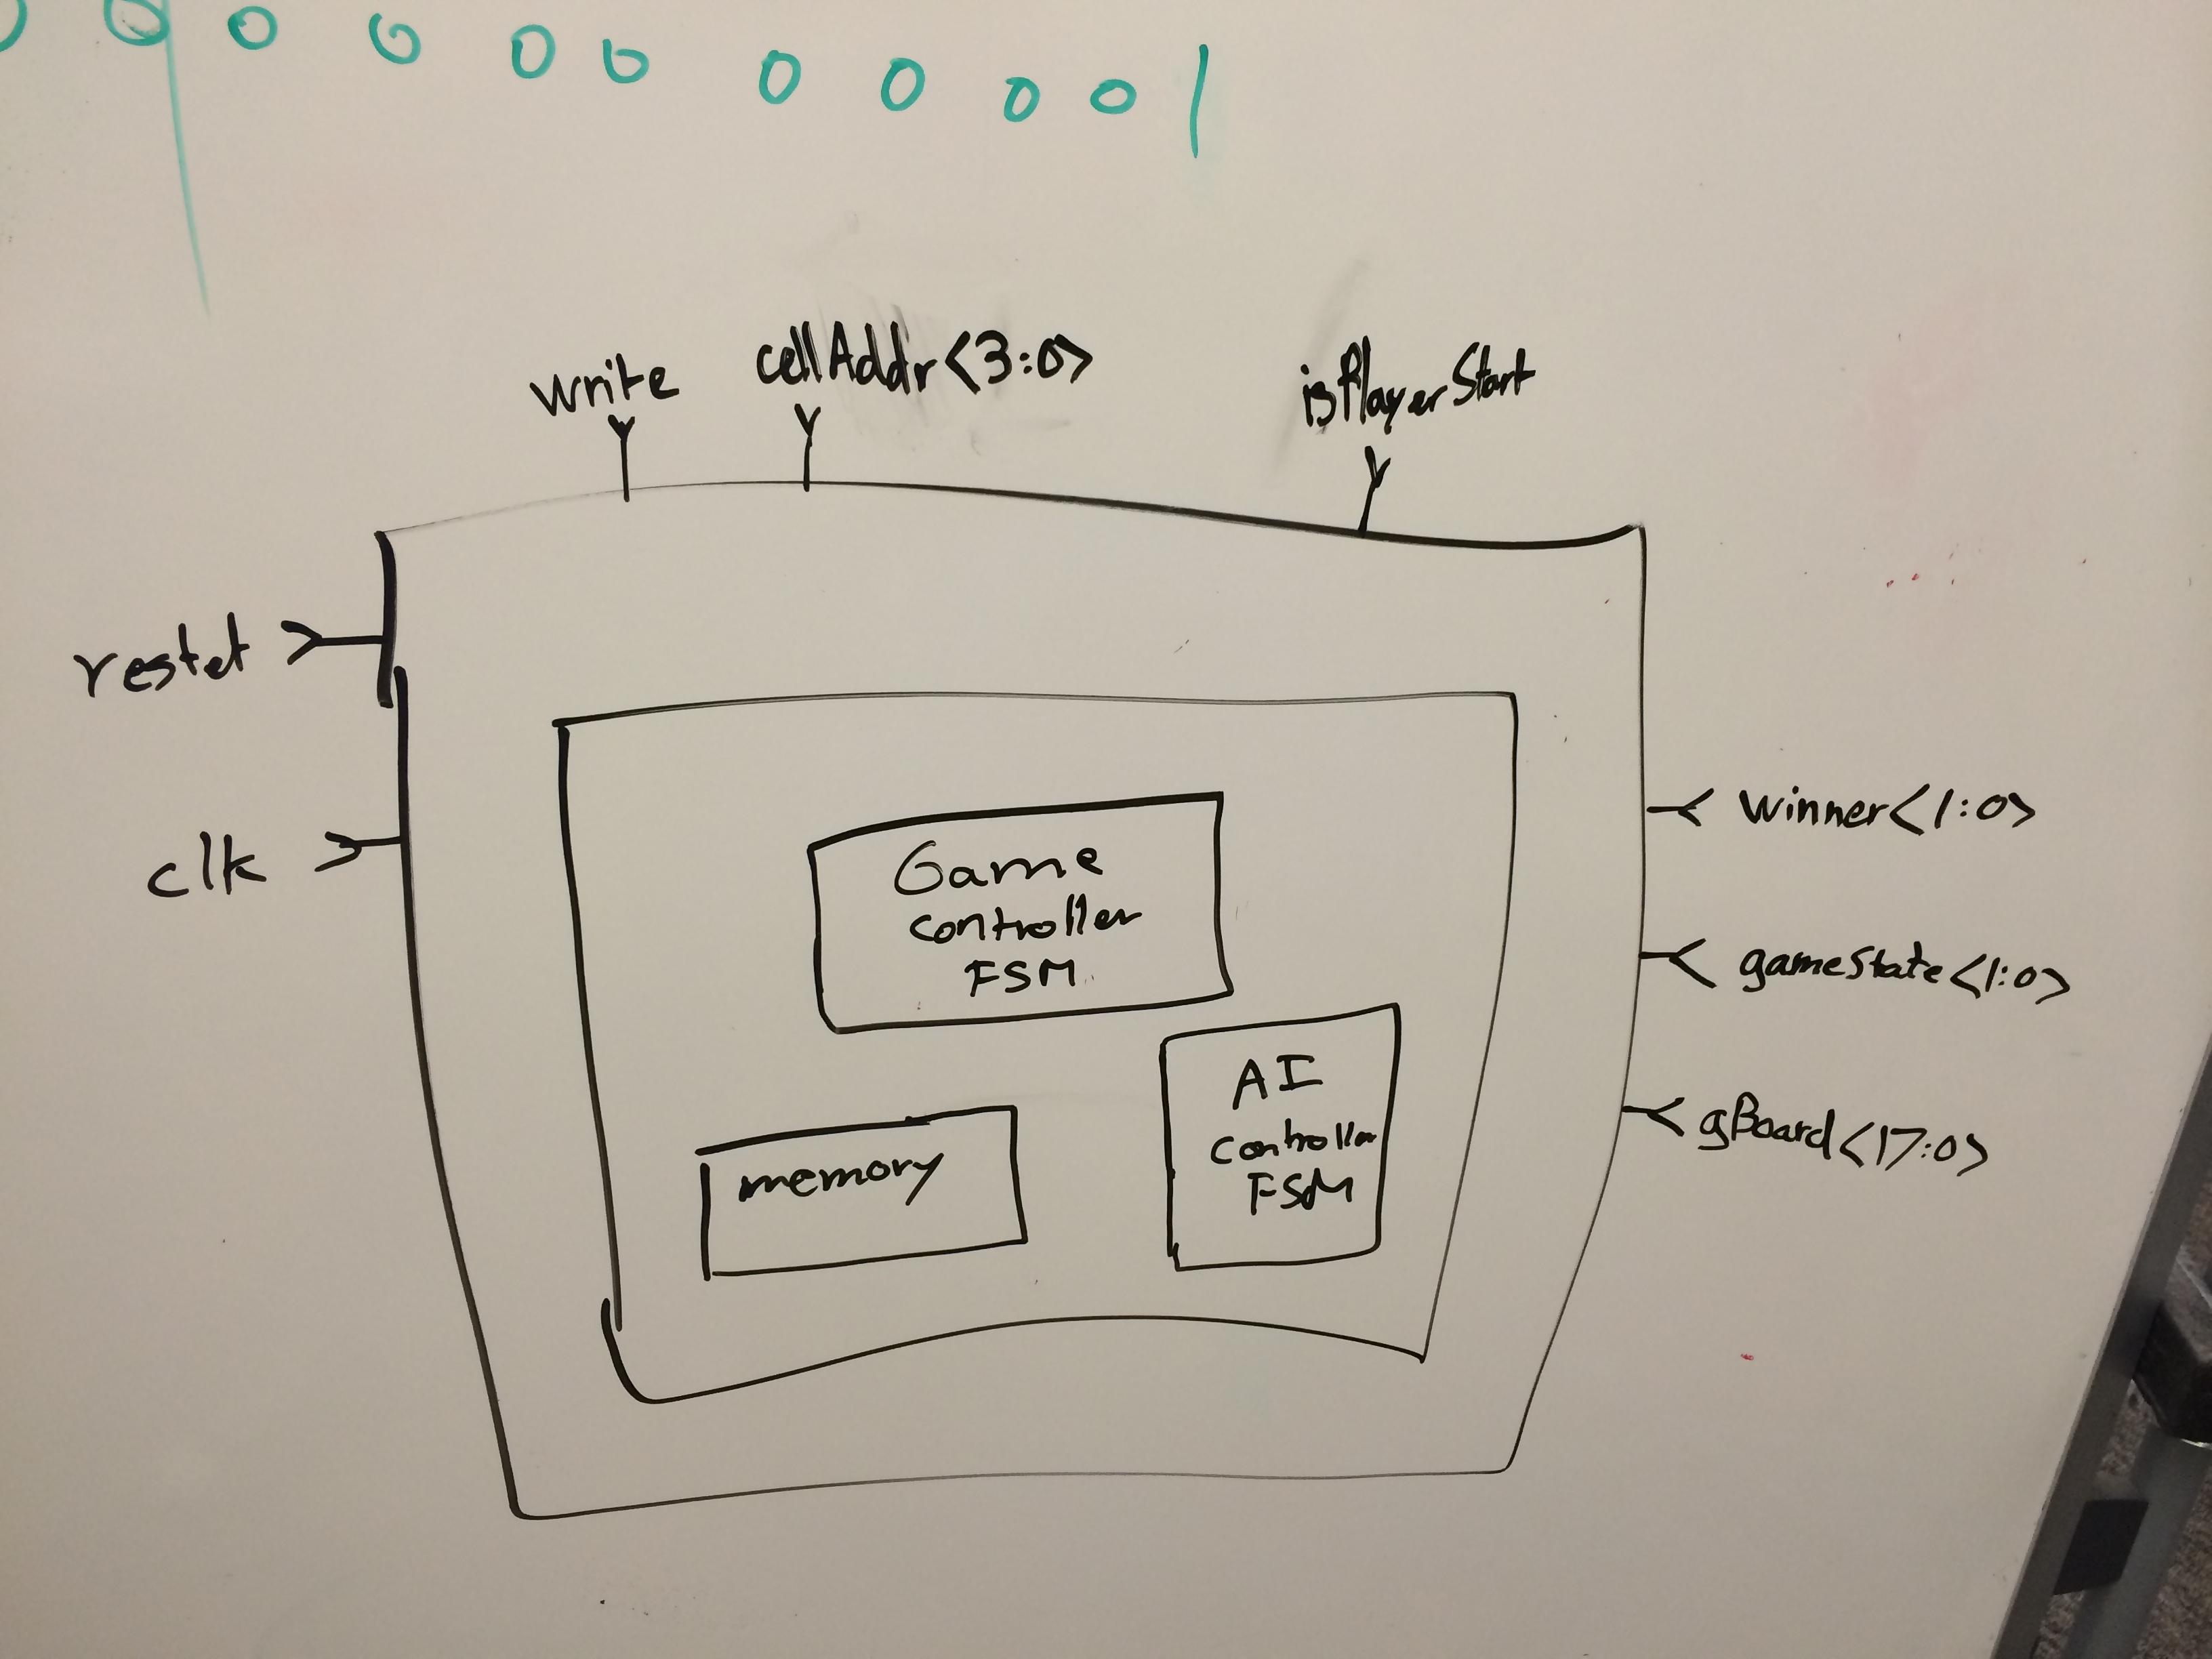 0 0 0 0 0 0 0 0 0 0 1
write cellAddr<3:0> isPlayerStart
restet
clk
winner<1:0>
gameState<1:0>
gBoard<17:0>
Game
controller
FSM
memory
AI
controller
FSM